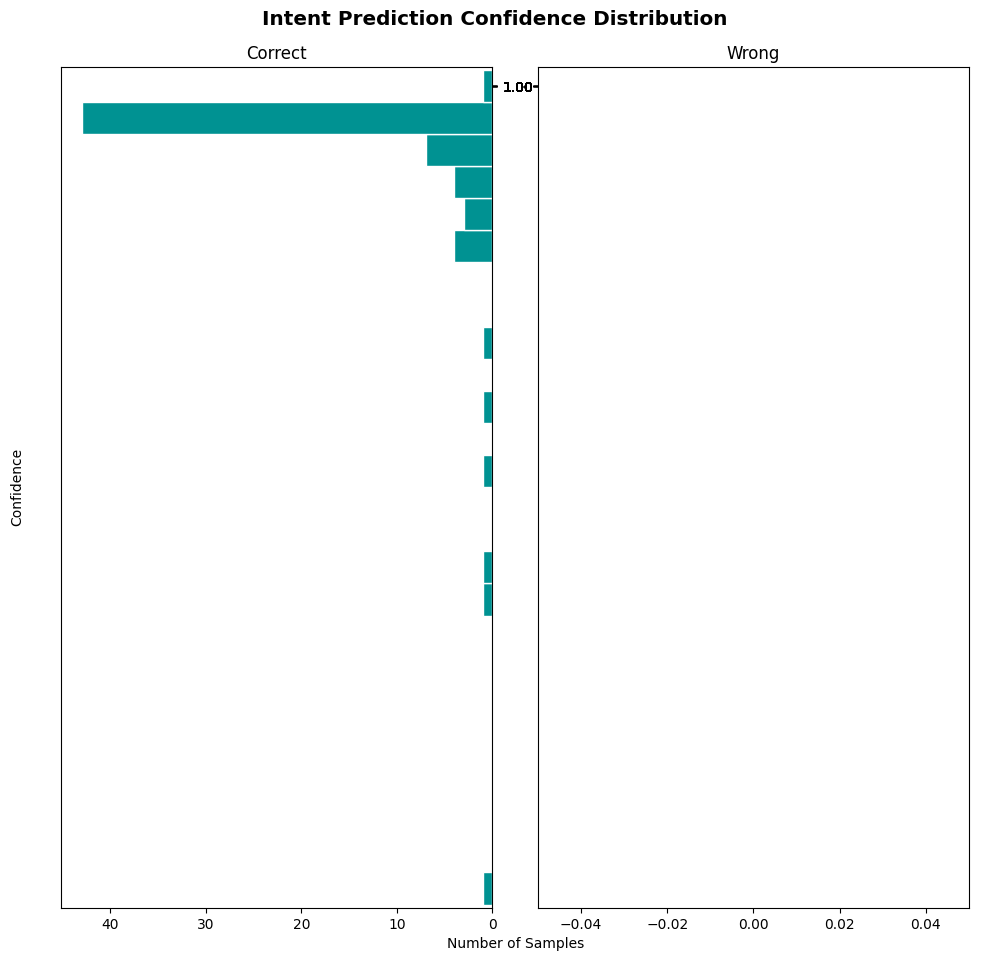 Intent Prediction Confidence Distribution
Correct
Wrong
1.00
Confidence
40 30 20 10 0
−0.04 −0.02 0.00 0.02 0.04
Number of Samples